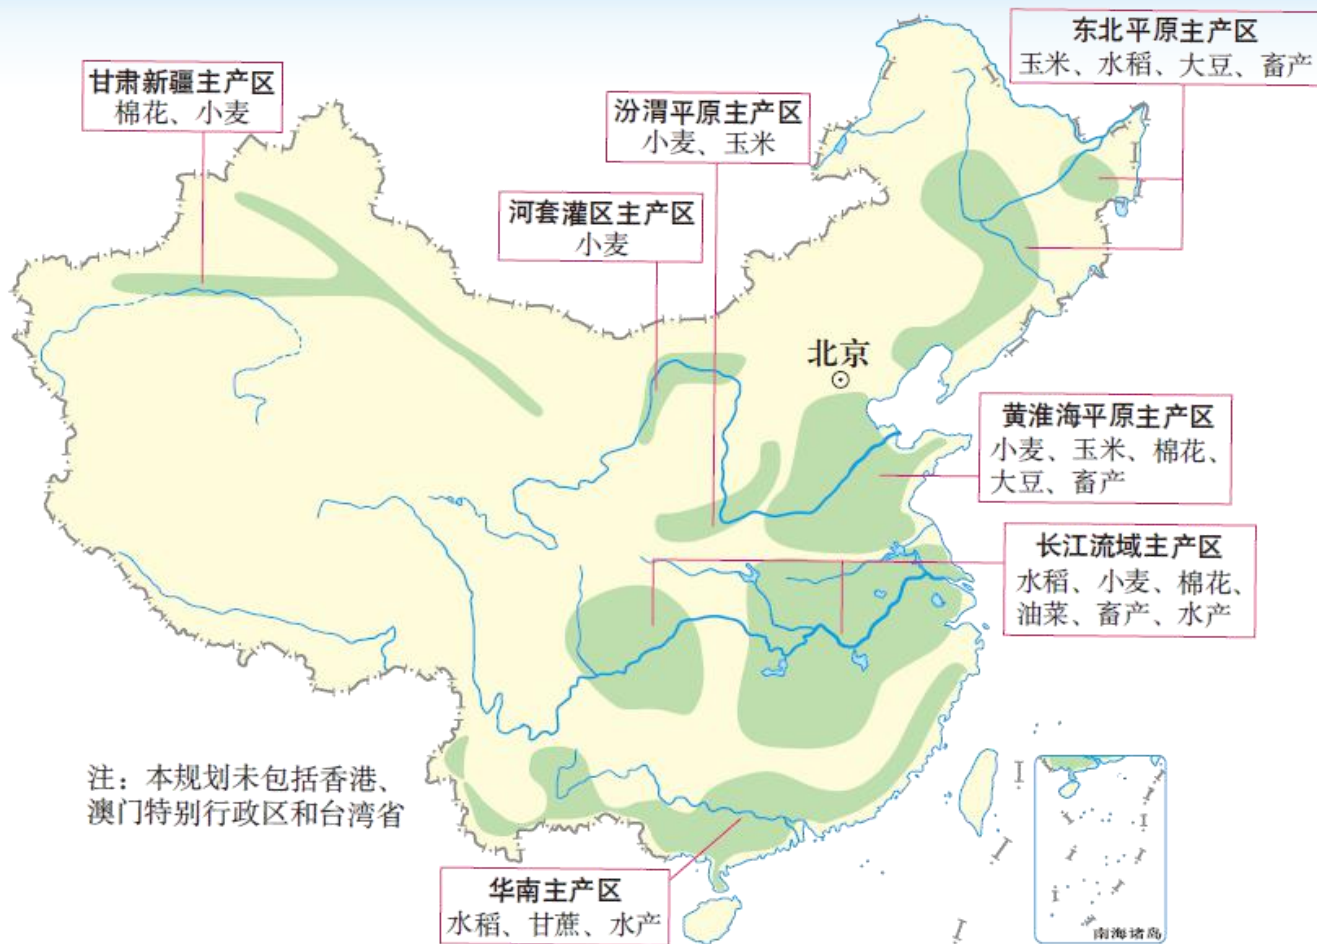 东北平原主产区
玉米、水稻、大豆、畜产
甘肃新疆主产区
棉花、小麦
汾渭平原主产区
小麦、玉米
河套灌区主产区
小麦
北京
黄淮海平原主产区
小麦、玉米、棉花、
大豆、畜产
长江流域主产区
水稻、小麦、棉花、
油菜、畜产、水产
注：本规划未包括香港、
澳门特别行政区和台湾省
华南主产区
水稻、甘蔗、水产
南海诸岛